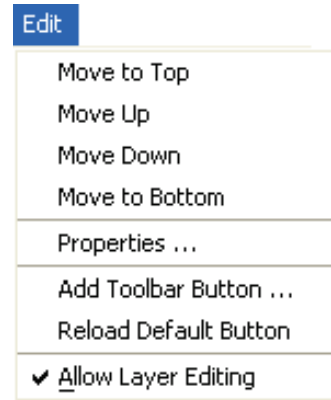 Edit
Move to Top
Move Up
Move Down
Move to Bottom
Properties ...
Add Toolbar Button ...
Reload Default Button
✔ Allow Layer Editing